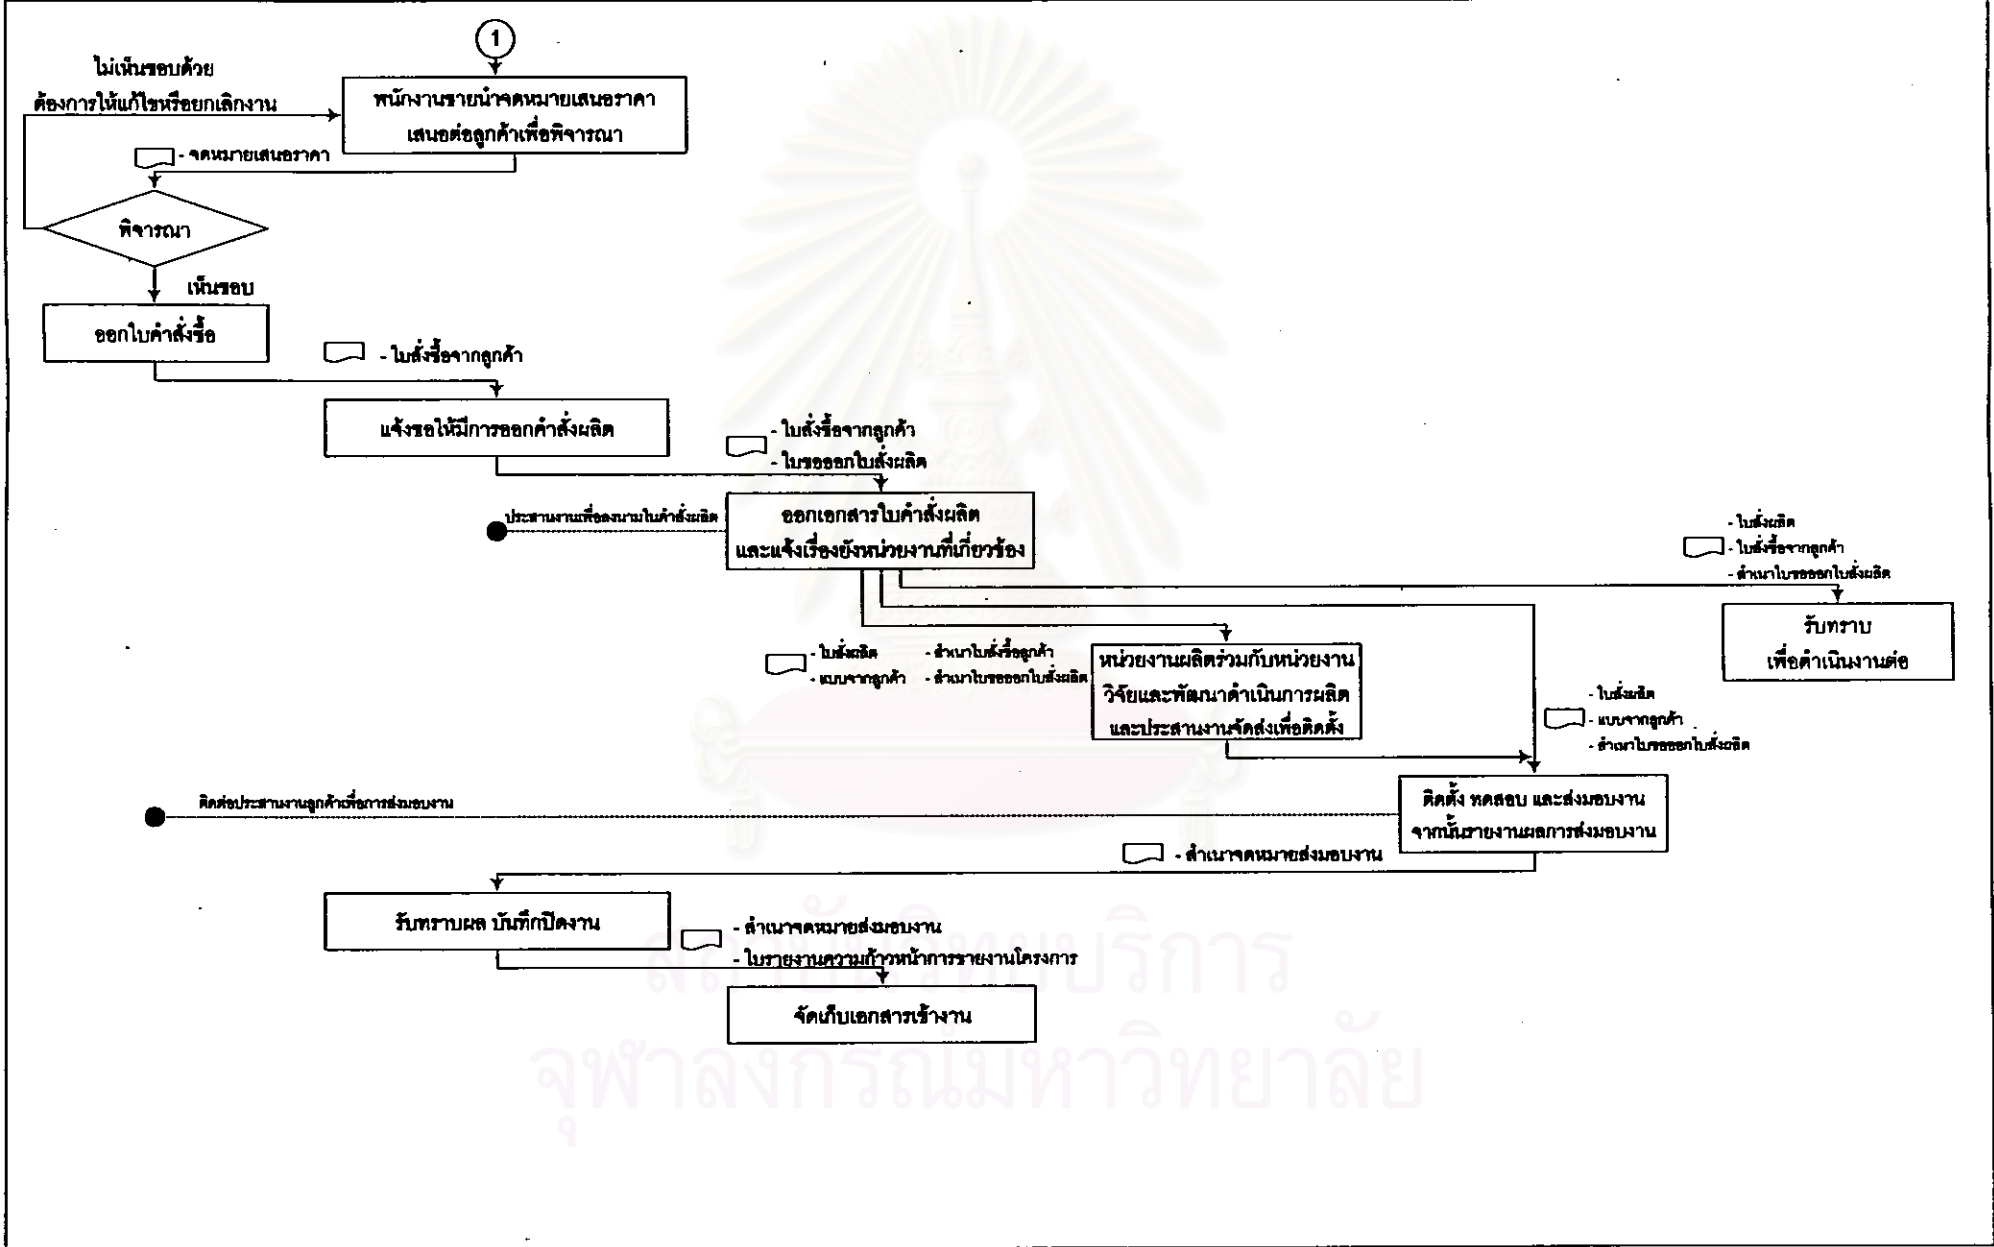 1
ไม่เห็นชอบด้วย
ต้องการให้แก้ไขหรือยกเลิกงาน
พนักงานขายนำจดหมายเสนอราคา
เสนอต่อลูกค้าเพื่อพิจารณา
- จดหมายเสนอราคา
พิจารณา
เห็นชอบ
ออกใบคำสั่งซื้อ
- ใบสั่งซื้อจากลูกค้า
แจ้งขอให้มีการออกคำสั่งผลิต
- ใบสั่งซื้อจากลูกค้า
- ใบขอออกใบสั่งผลิต
ประสานงานเพื่อลงนามในคำสั่งผลิต
ออกเอกสารใบคำสั่งผลิต
และแจ้งเรื่องยังหน่วยงานที่เกี่ยวข้อง
- ใบสั่งผลิต
- ใบสั่งซื้อจากลูกค้า
- สำเนาใบขอออกใบสั่งผลิต
รับทราบ
เพื่อดำเนินงานต่อ
- ใบสั่งผลิต - สำเนาใบสั่งซื้อลูกค้า
- แบบจากลูกค้า - สำเนาใบขอออกใบสั่งผลิต
หน่วยงานผลิตร่วมกับหน่วยงาน
วิจัยและพัฒนาดำเนินการผลิต
และประสานงานจัดส่งเพื่อติดตั้ง
- ใบสั่งผลิต
- แบบจากลูกค้า
- สำเนาใบขอออกใบสั่งผลิต
ติดต่อประสานงานลูกค้าเพื่อการส่งมอบงาน
ติดตั้ง ทดสอบ และส่งมอบงาน
จากนั้นรายงานผลการส่งมอบงาน
- สำเนาจดหมายส่งมอบงาน
รับทราบผล บันทึกปิดงาน
- สำเนาจดหมายส่งมอบงาน
- ใบรายงานความก้าวหน้าการขายงานโครงการ
จัดเก็บเอกสารเข้างาน
สถาบันวิทยบริการ
จุฬาลงกรณ์มหาวิทยาลัย